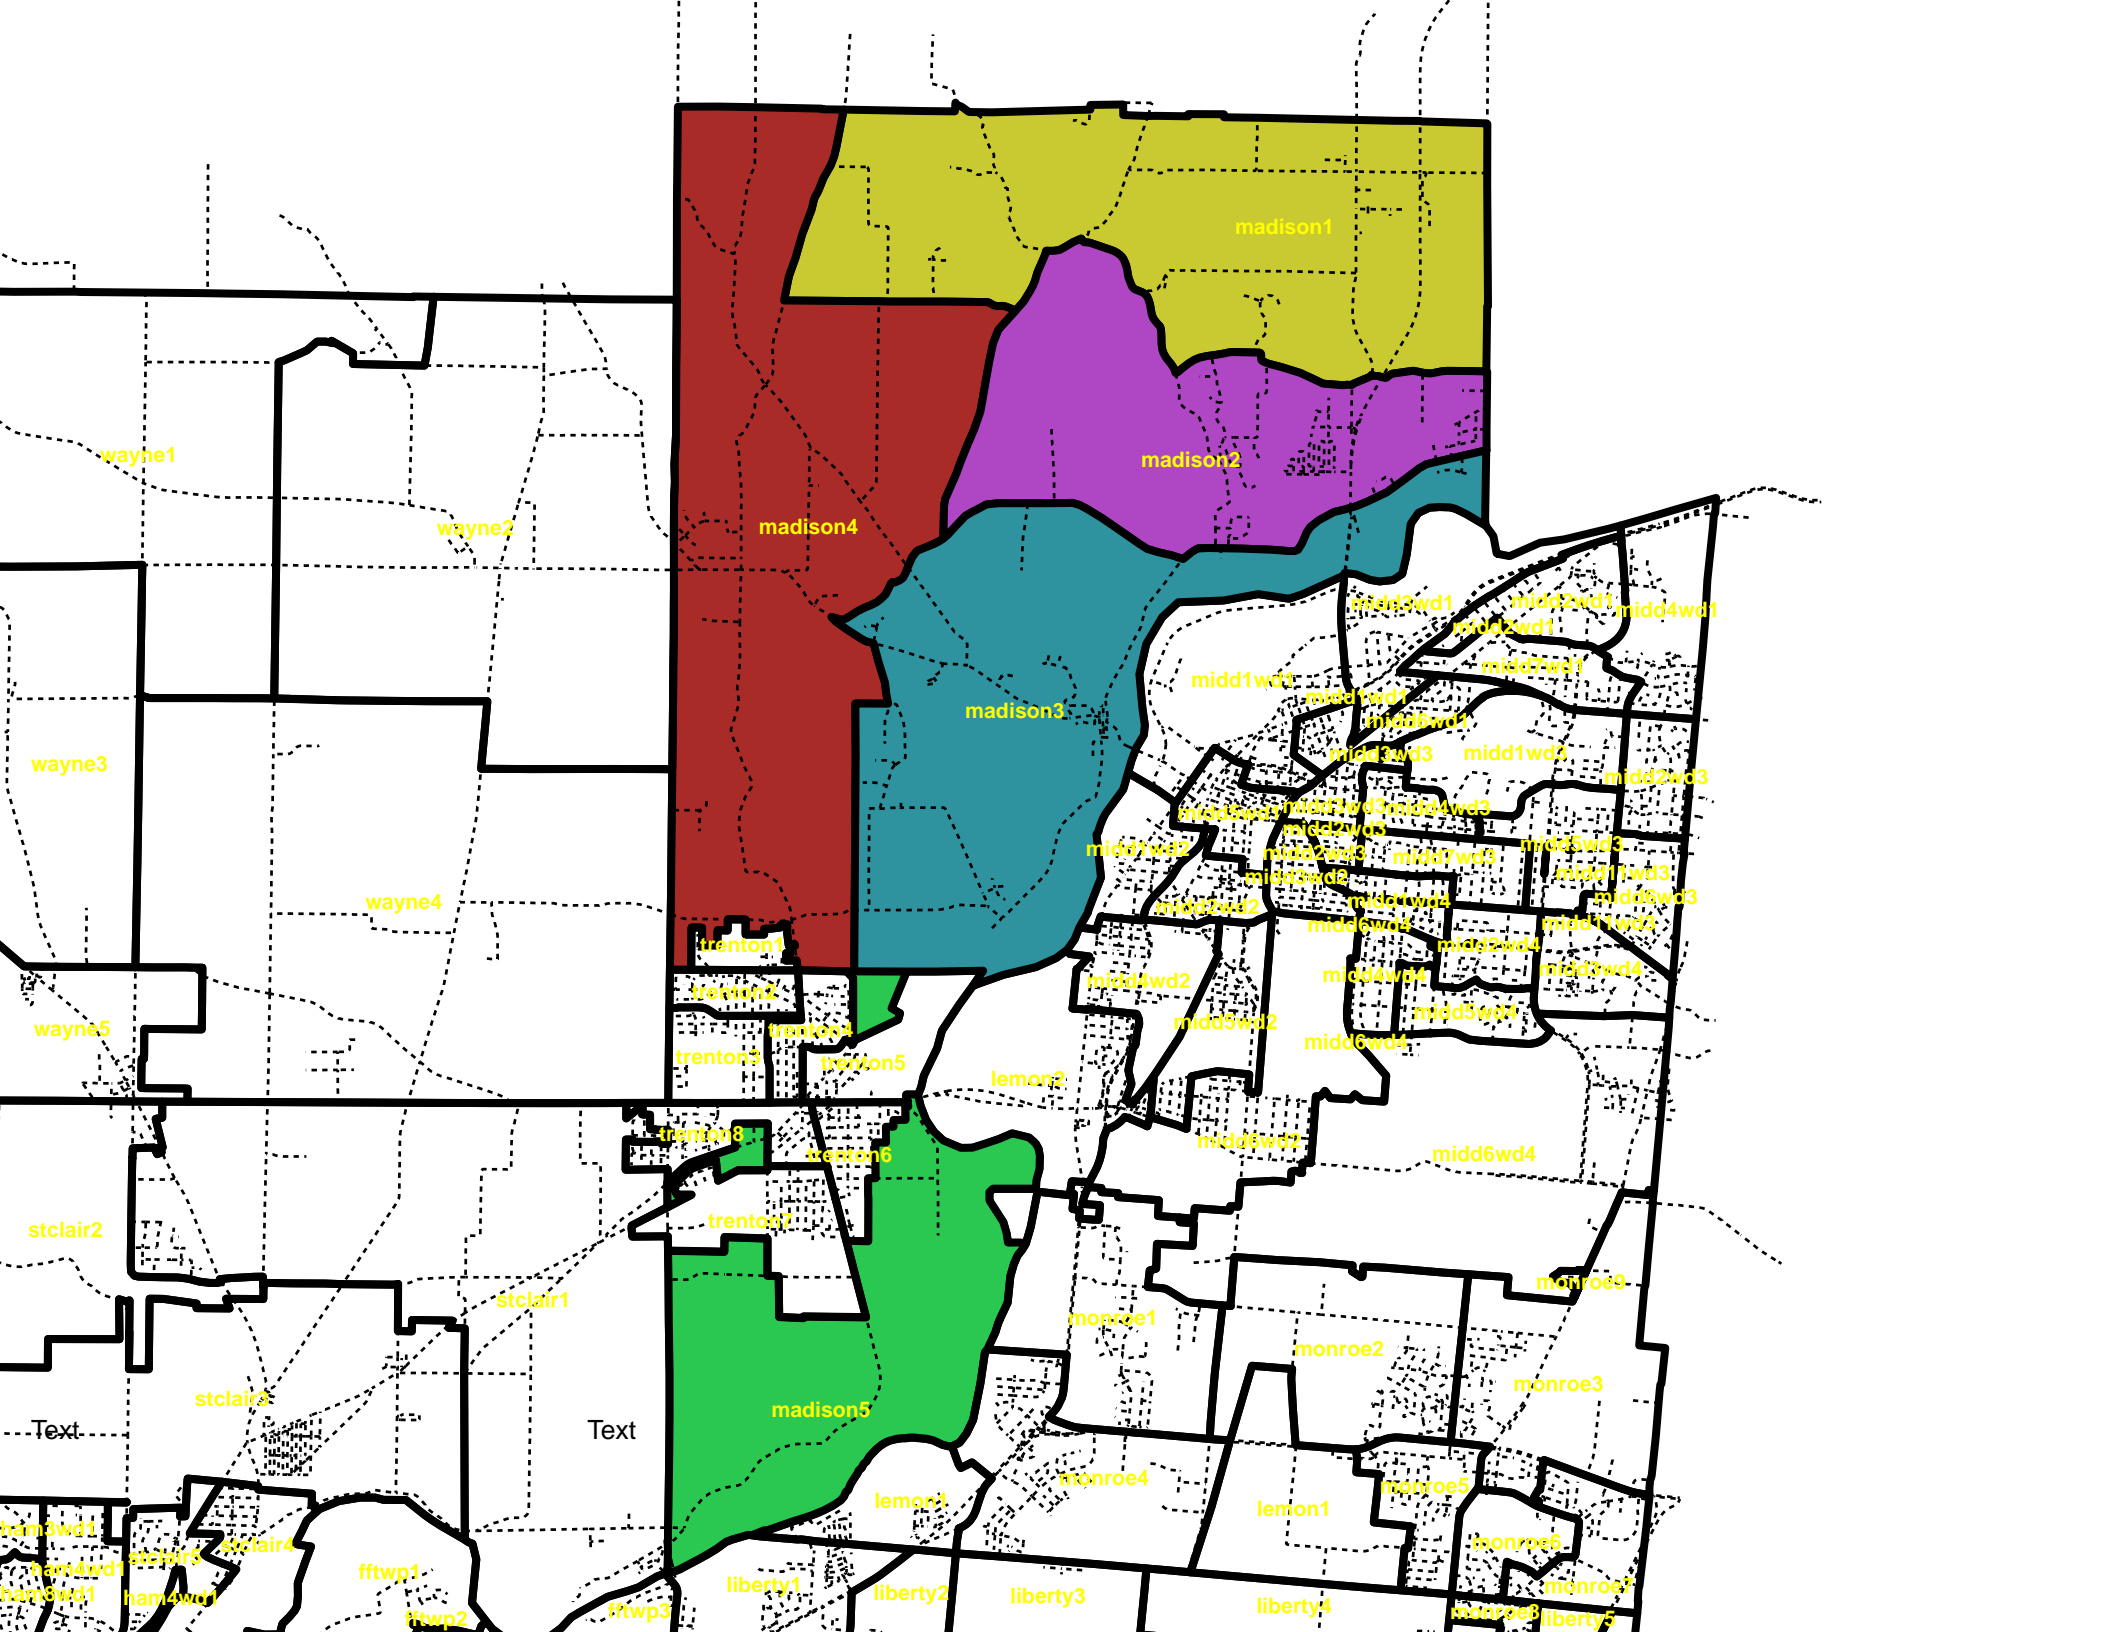 madison1
wayne1
madison2
wayne2
madison4
midd3wd1
midd2wd1
midd4wd1
midd2wd1
midd7wd1
midd1wd1
midd1wd1
madison3
midd6wd1
wayne3
midd3wd3
midd1wd3
midd2wd3
midd5wd1
midd3wd3
midd4wd3
midd2wd3
midd5wd3
midd1wd2
midd2wd3
midd7wd3
midd3wd2
midd11wd3
wayne4
midd2wd2
midd1wd4
midd6wd3
midd6wd4
midd11wd3
trenton1
midd2wd4
midd4wd2
midd4wd4
midd3wd4
trenton2
midd5wd4
wayne5
trenton4
midd5wd2
midd6wd4
trenton3
trenton5
lemon2
trenton8
trenton6
midd6wd2
midd6wd4
stclair2
trenton7
monroe9
stclair1
monroe1
monroe2
stclair3
madison5
monroe3
Text
Text
monroe4
monroe5
lemon1
lemon1
ham3wd1
stclair5
stclair4
monroe6
ham4wd1
fftwp1
ham8wd1
ham4wd1
liberty1
liberty2
liberty3
monroe7
fftwp2
fftwp3
liberty4
monroe8
liberty5